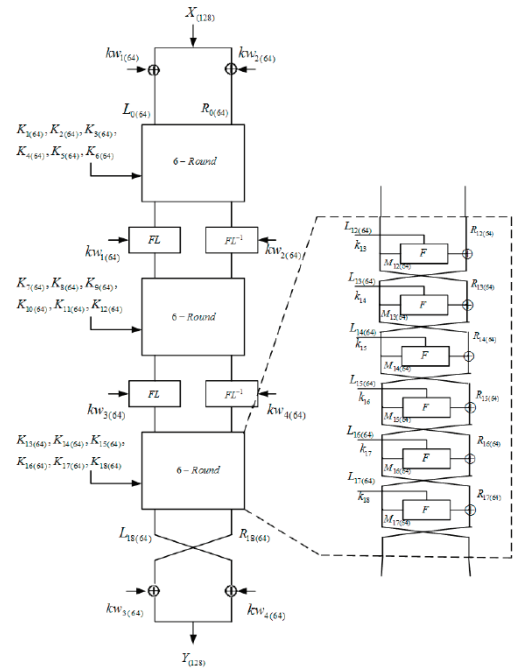 X(128)
kw1(64)
kw2(64)
L0(64)
R0(64)
K1(64), K2(64), K3(64),
K4(64), K5(64), K6(64)
6-Round
FL
FL-1
kw1(64)
kw2(64)
K7(64), K8(64), K9(64),
K10(64), K11(64), K12(64)
6-Round
FL
FL-1
kw3(64)
kw4(64)
K13(64), K14(64), K15(64),
K16(64), K17(64), K18(64)
6-Round
L18(64)
R18(64)
kw3(64)
kw4(64)
Y(128)
L12(64)
R12(64)
k13
F
M12(64)
L13(64)
R13(64)
k14
F
M13(64)
L14(64)
R14(64)
k15
F
M14(64)
L15(64)
R15(64)
k16
F
M15(64)
L16(64)
R16(64)
k17
F
M16(64)
L17(64)
R17(64)
k18
F
M17(64)